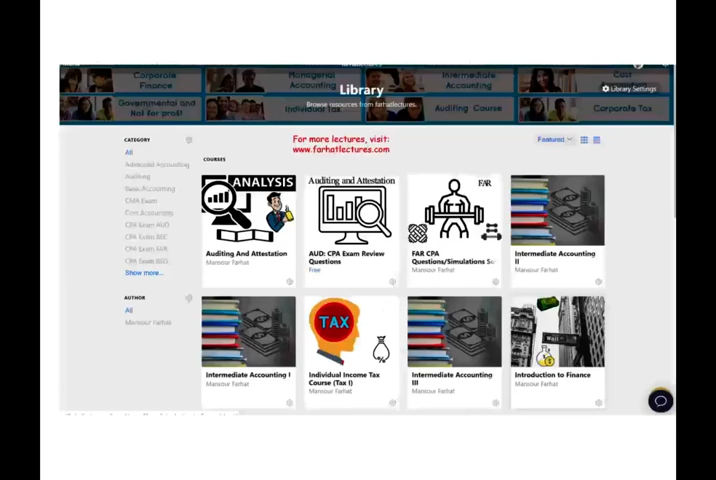 farhatlectures
Corporate
Finance
Managerial
Accounting
Intermediate
Accounting
Cost
Accounting
Library
Library Settings
Browse resources from farhatlectures.
Governmental and
Not for profit
Individual Tax
Auditing Course
Corporate Tax
For more lectures, visit:
www.farhatlectures.com
Featured
CATEGORY
All
Advanced Accounting
Auditing
Basic Accounting
CMA Exam
Cost Accounting
CPA Exam AUD
CPA Exam BEC
CPA Exam FAR
CPA Exam REG
Show more...
AUTHOR
All
Mansour Farhat
COURSES
ANALYSIS
Auditing And Attestation
Mansour Farhat
Auditing and Attestation
AUD: CPA Exam Review
Questions
Free
FAR
FAR CPA
Questions/Simulations S
Mansour Farhat
Intermediate Accounting
II
Mansour Farhat
Intermediate Accounting I
Mansour Farhat
TAX
Individual Income Tax
Course (Tax I)
Mansour Farhat
Intermediate Accounting
III
Mansour Farhat
Wall
Introduction to Finance
Mansour Farhat